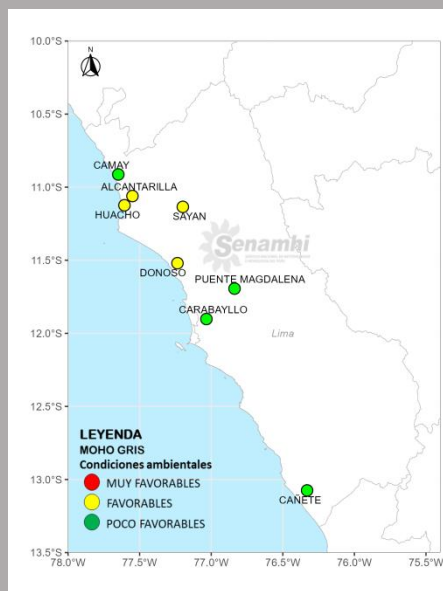 N
10.0°S
10.5°S
11.0°S
11.5°S
12.0°S
12.5°S
13.0°S
13.5°S
CAMAY
ALCANTARILLA
HUACHO
SAYAN
Senamhi
DONOSO
PUENTE MAGDALENA
CARABAYLLO
Lima
CAÑETE
LEYENDA
MOHO GRIS
Condiciones ambientales
MUY FAVORABLES
FAVORABLES
POCO FAVORABLES
78.0°W 77.5°W 77.0°W 76.5°W 76.0°W 75.5°W